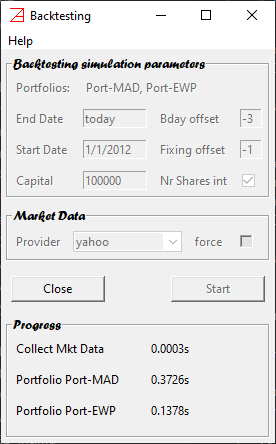 Backtesting
Help
Backtesting simulation parameters
Portfolios: Port-MAD, Port-EWP
End Date today Bday offset -3
Start Date 1/1/2012 Fixing offset -1
Capital 100000 Nr Shares int
Market Data
Provider yahoo force
Close Start
Progress
Collect Mkt Data 0.0003s
Portfolio Port-MAD 0.3726s
Portfolio Port-EWP 0.1378s